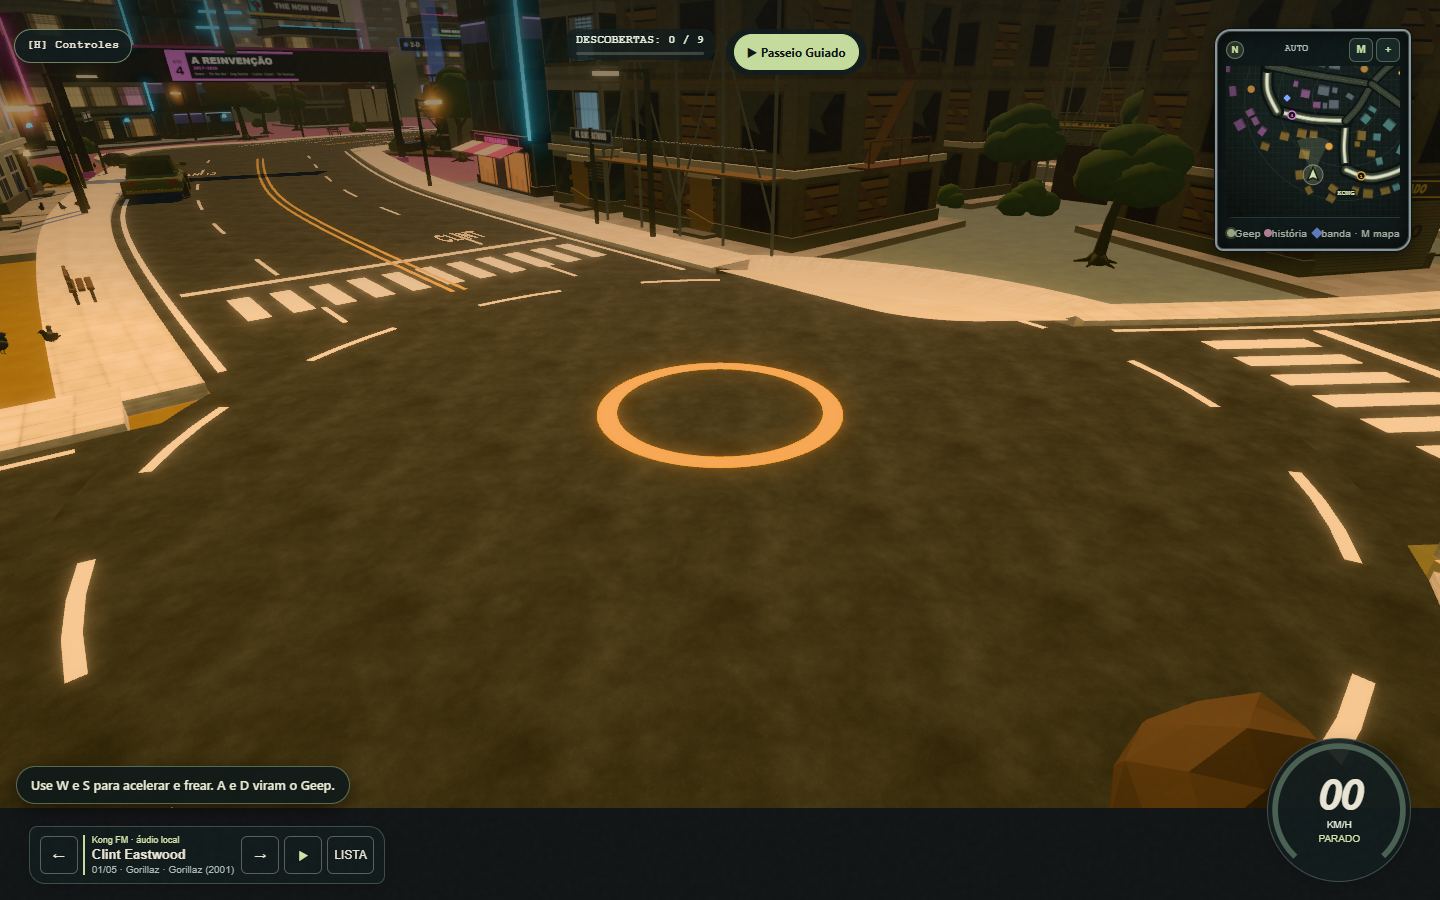 [H] Controles
THE NOW NOW
4
A REINVENÇÃO
DESCOBERTAS: 0 / 9
▶ Passeio Guiado
N
AUTO
M
+
KONG
Geep história banda · M mapa
Use W e S para acelerar e frear. A e D viram o Geep.
←
Kong FM · áudio local
Clint Eastwood
01/05 · Gorillaz · Gorillaz (2001)
→
▶
LISTA
00
KM/H
PARADO